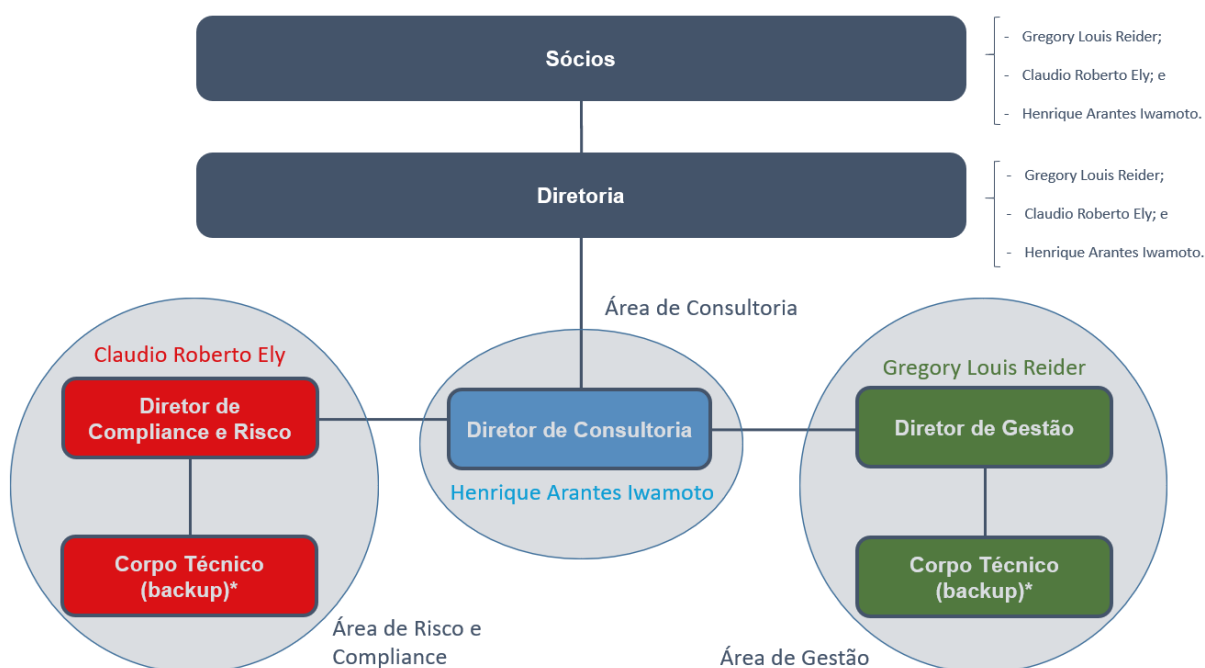 Sócios
- Gregory Louis Reider;
- Claudio Roberto Ely; e
- Henrique Arantes Iwamoto.
Diretoria
- Gregory Louis Reider;
- Claudio Roberto Ely; e
- Henrique Arantes Iwamoto.
Área de Consultoria
Claudio Roberto Ely
Diretor de
Compliance e Risco
Corpo Técnico
(backup)*
Área de Risco e
Compliance
Diretor de Consultoria
Henrique Arantes Iwamoto
Gregory Louis Reider
Diretor de Gestão
Corpo Técnico
(backup)*
Área de Gestão